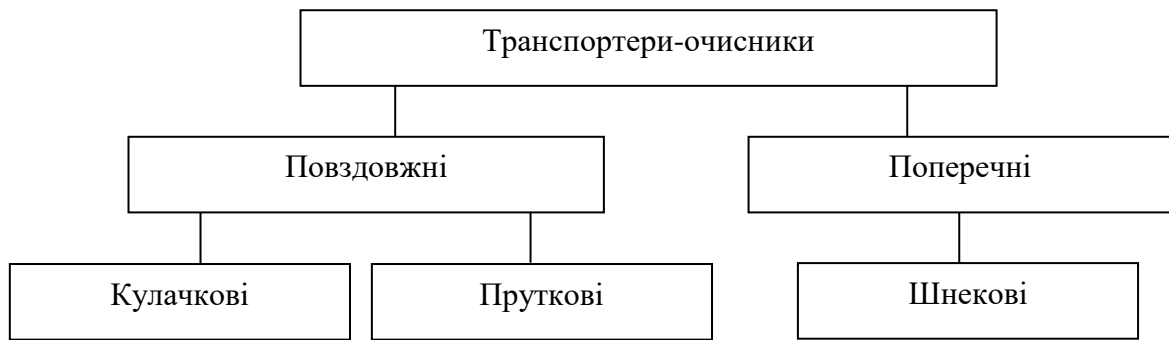 Транспортери-очисники
Повздовжні
Поперечні
Кулачкові
Пруткові
Шнекові